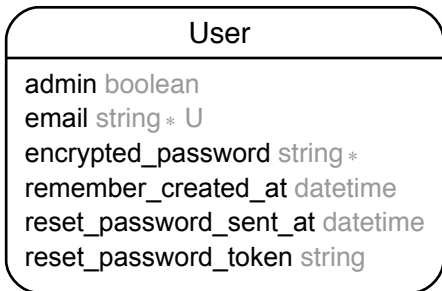 User
admin boolean
email string * U
encrypted_password string *
remember_created_at datetime
reset_password_sent_at datetime
reset_password_token string